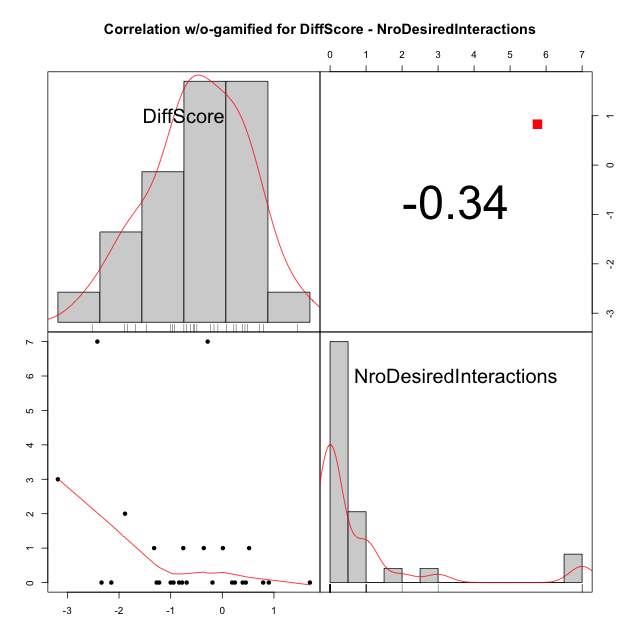 Correlation w/o-gamified for DiffScore - NroDesiredInteractions
0 1 2 3 4 5 6 7
DiffScore
-0.34
1
0
-1
-2
-3
7
6
5
4
3
2
1
0
NroDesiredInteractions
-3 -2 -1 0 1